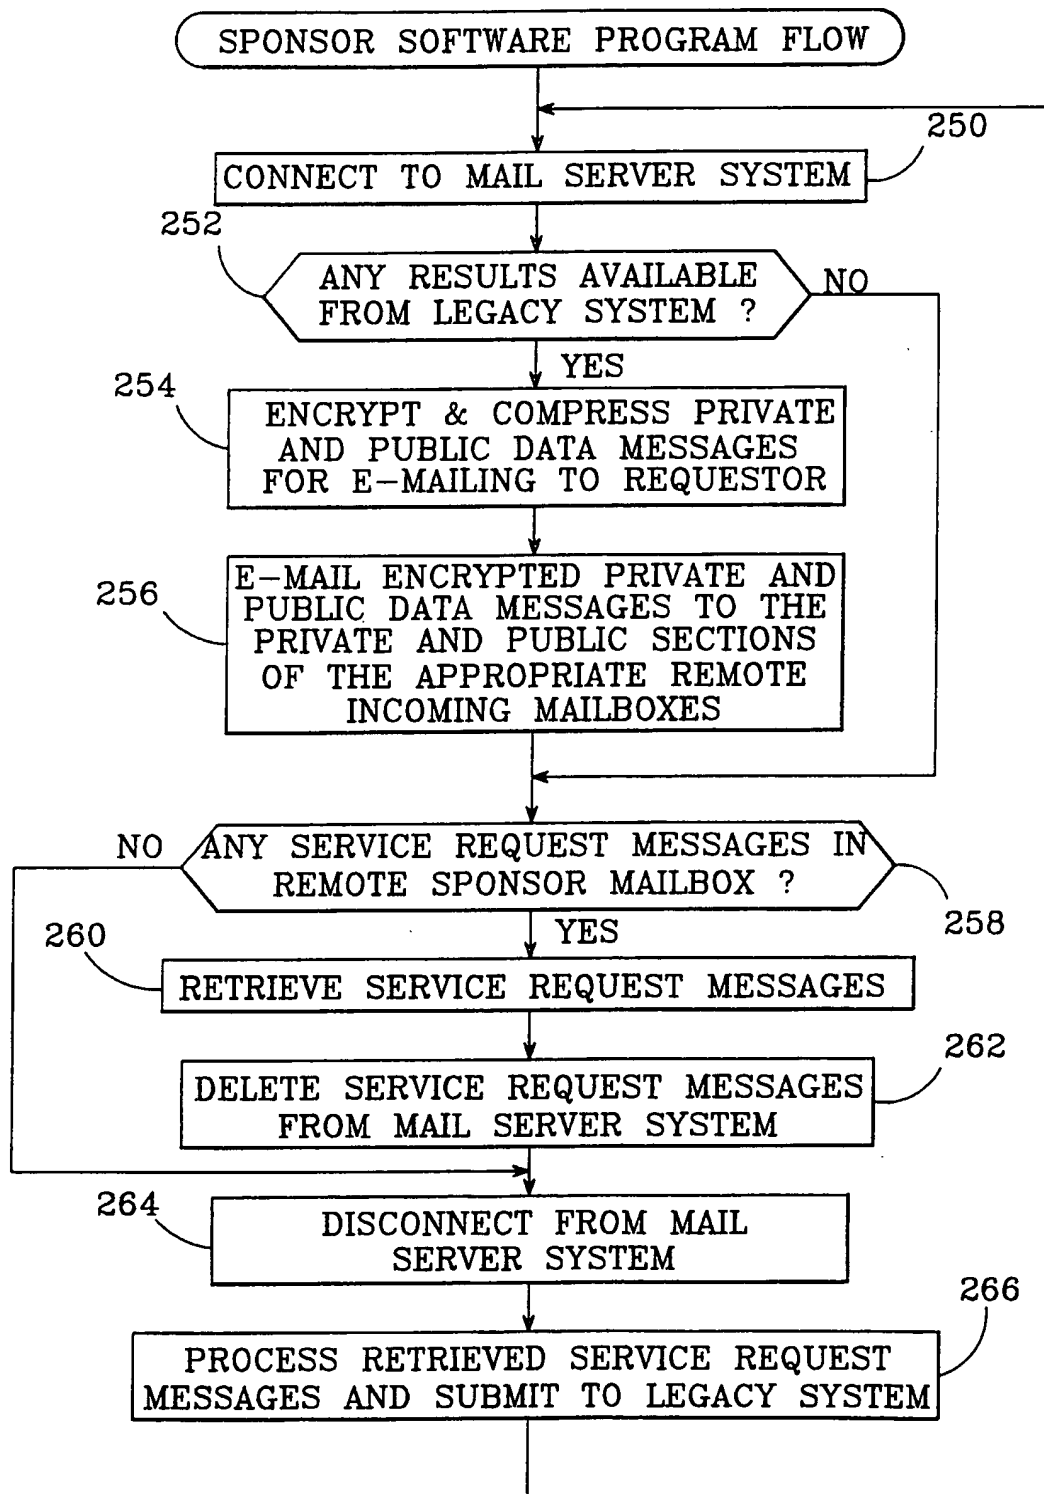 SPONSOR SOFTWARE PROGRAM FLOW
250
CONNECT TO MAIL SERVER SYSTEM
252
ANY RESULTS AVAILABLE
FROM LEGACY SYSTEM ?
NO
YES
254
ENCRYPT & COMPRESS PRIVATE
AND PUBLIC DATA MESSAGES
FOR E-MAILING TO REQUESTOR
256
E-MAIL ENCRYPTED PRIVATE AND
PUBLIC DATA MESSAGES TO THE
PRIVATE AND PUBLIC SECTIONS
OF THE APPROPRIATE REMOTE
INCOMING MAILBOXES
NO
ANY SERVICE REQUEST MESSAGES IN
REMOTE SPONSOR MAILBOX ?
258
YES
260
RETRIEVE SERVICE REQUEST MESSAGES
262
DELETE SERVICE REQUEST MESSAGES
FROM MAIL SERVER SYSTEM
264
DISCONNECT FROM MAIL
SERVER SYSTEM
266
PROCESS RETRIEVED SERVICE REQUEST
MESSAGES AND SUBMIT TO LEGACY SYSTEM